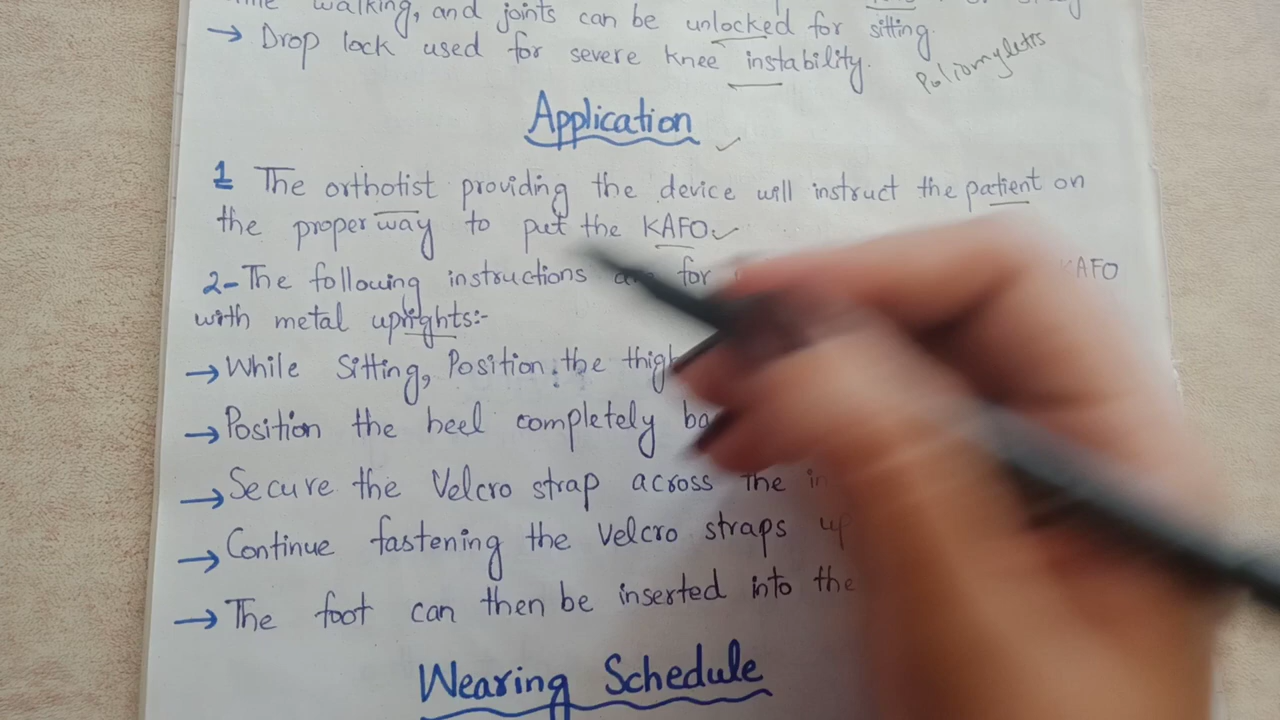 walking, and joints can be unlocked for sitting
→ Drop lock used for severe knee instability.
Poliomyletis
Application ✓
1 The orthotist providing the device will instruct the patient on
the proper way to put the KAFO ✓
2- The following instructions are for KAFO
with metal uprights:-
→ While Sitting, Position the thigh
→ Position the heel completely
→ Secure the Velcro strap across the
→ Continue fastening the Velcro straps up
→ The foot can then be inserted into the
Wearing Schedule